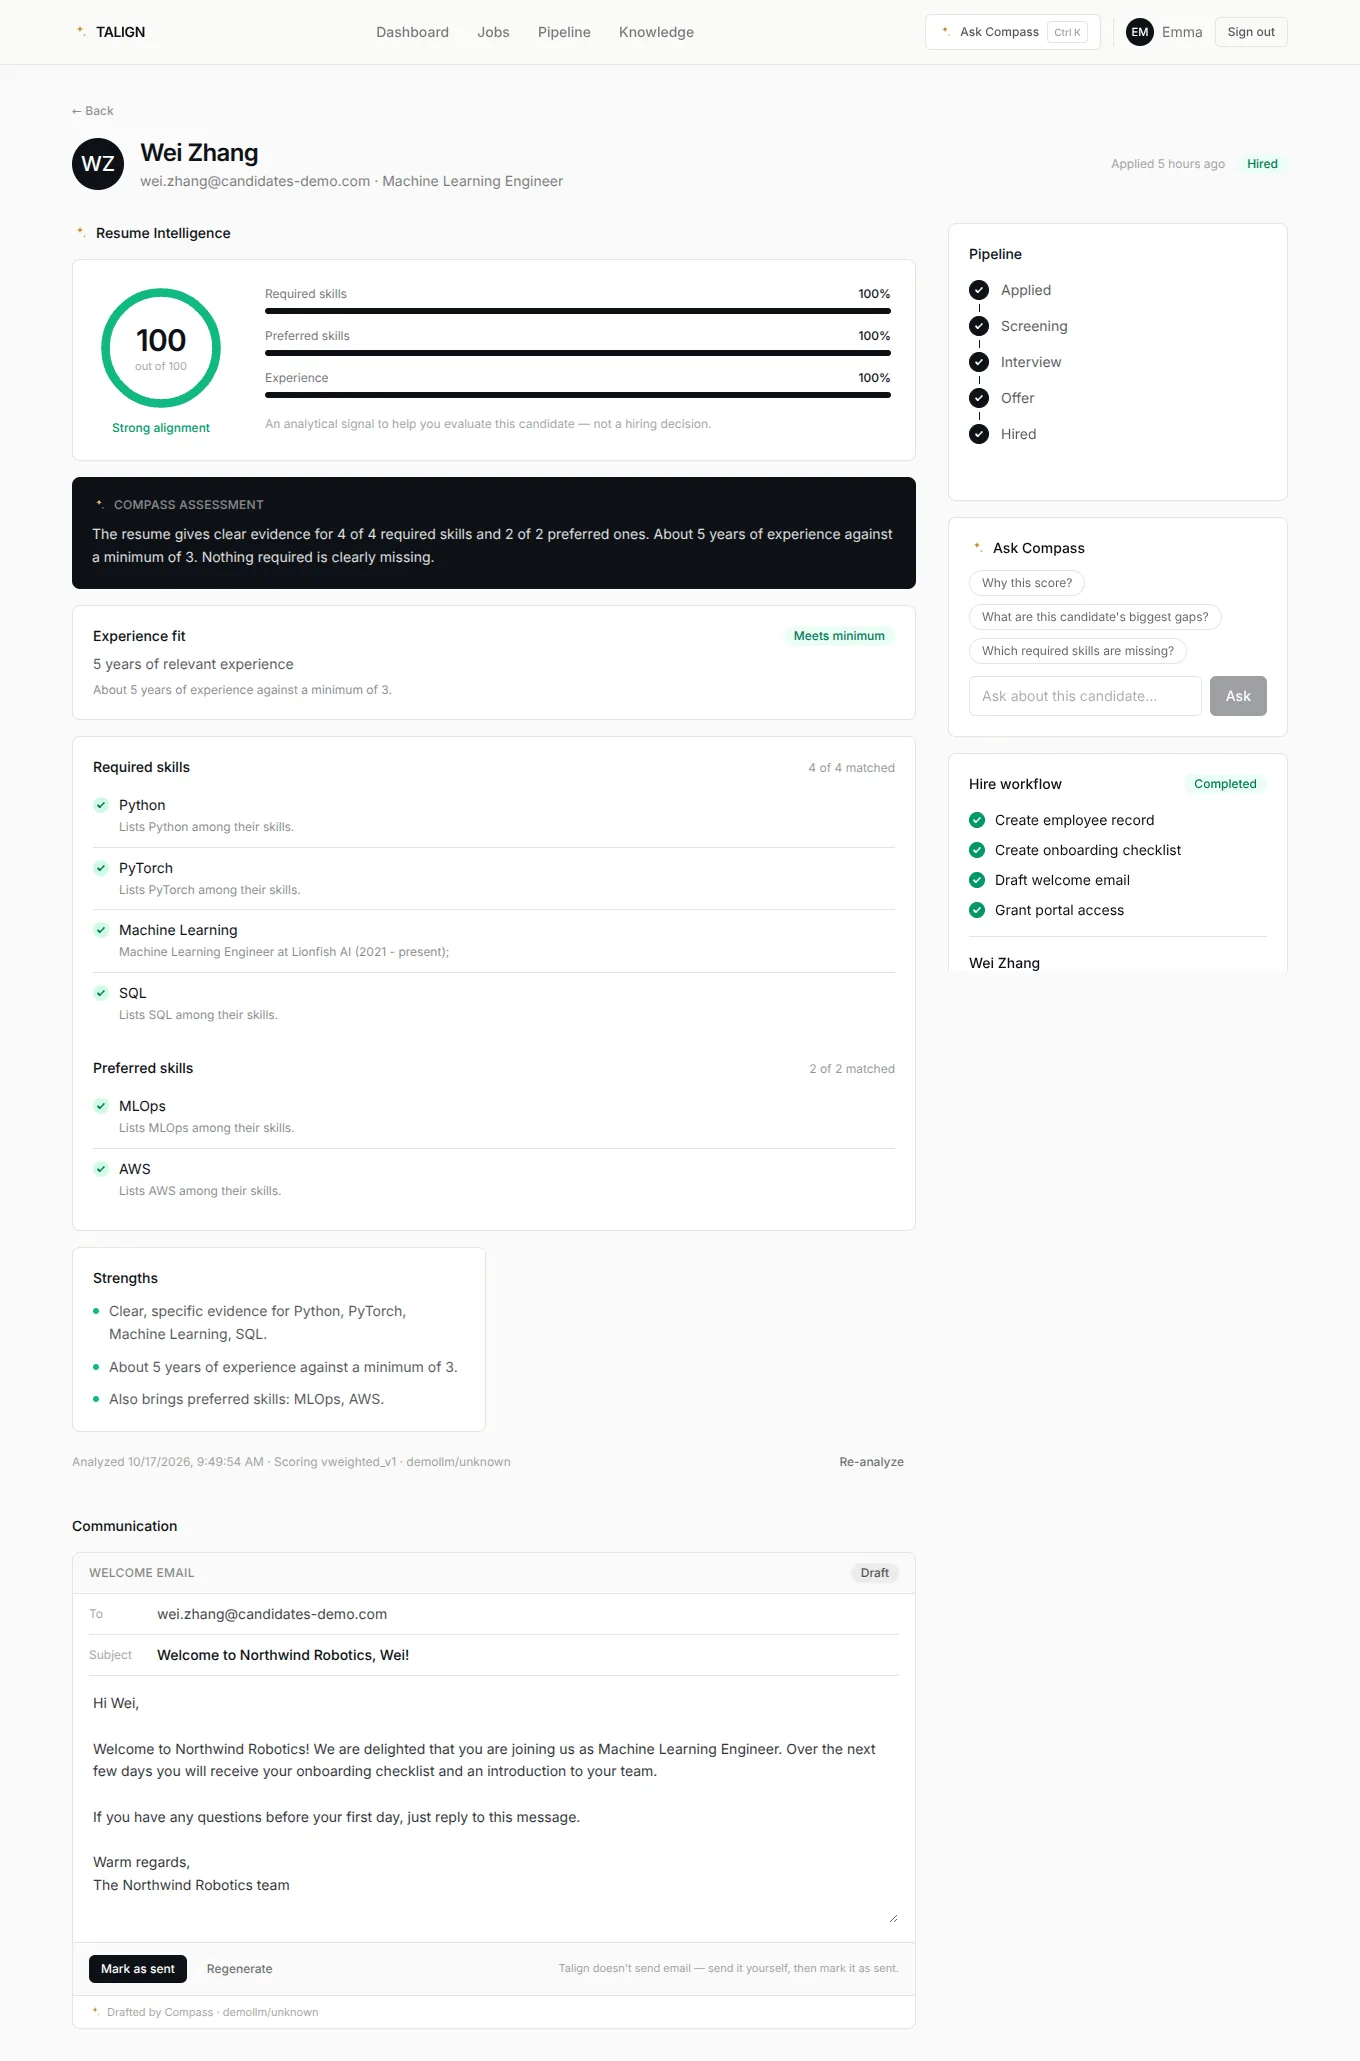 TALIGN
Dashboard
Jobs
Pipeline
Knowledge
Ask Compass
Ctrl K
EM
Emma
Sign out
← Back
WZ
Wei Zhang
wei.zhang@candidates-demo.com · Machine Learning Engineer
Applied 5 hours ago
Hired
Resume Intelligence
100
out of 100
Strong alignment
Required skills
100%
Preferred skills
100%
Experience
100%
An analytical signal to help you evaluate this candidate — not a hiring decision.
COMPASS ASSESSMENT
The resume gives clear evidence for 4 of 4 required skills and 2 of 2 preferred ones. About 5 years of experience against
a minimum of 3. Nothing required is clearly missing.
Experience fit
Meets minimum
5 years of relevant experience
About 5 years of experience against a minimum of 3.
Required skills
4 of 4 matched
Python
Lists Python among their skills.
PyTorch
Lists PyTorch among their skills.
Machine Learning
Machine Learning Engineer at Lionfish AI (2021 - present);
SQL
Lists SQL among their skills.
Preferred skills
2 of 2 matched
MLOps
Lists MLOps among their skills.
AWS
Lists AWS among their skills.
Strengths
Clear, specific evidence for Python, PyTorch,
Machine Learning, SQL.
About 5 years of experience against a minimum of 3.
Also brings preferred skills: MLOps, AWS.
Analyzed 10/17/2026, 9:49:54 AM · Scoring vweighted_v1 · demollm/unknown
Re-analyze
Communication
WELCOME EMAIL
Draft
To
wei.zhang@candidates-demo.com
Subject
Welcome to Northwind Robotics, Wei!
Hi Wei,
Welcome to Northwind Robotics! We are delighted that you are joining us as Machine Learning Engineer. Over the next
few days you will receive your onboarding checklist and an introduction to your team.
If you have any questions before your first day, just reply to this message.
Warm regards,
The Northwind Robotics team
Mark as sent
Regenerate
Talign doesn't send email — send it yourself, then mark it as sent.
Drafted by Compass · demollm/unknown
Pipeline
Applied
Screening
Interview
Offer
Hired
Ask Compass
Why this score?
What are this candidate's biggest gaps?
Which required skills are missing?
Ask about this candidate...
Ask
Hire workflow
Completed
Create employee record
Create onboarding checklist
Draft welcome email
Grant portal access
Wei Zhang